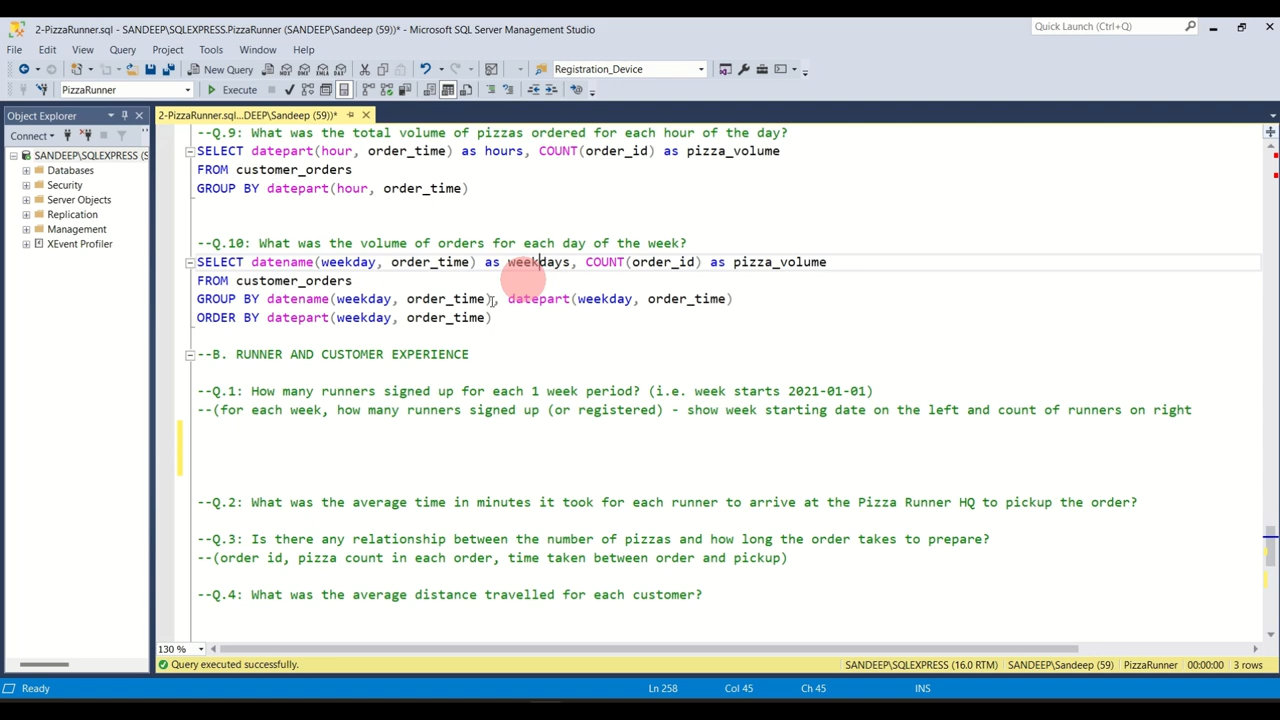 2-PizzaRunner.sql - SANDEEP\SQLEXPRESS.PizzaRunner (SANDEEP\Sandeep (59))* - Microsoft SQL Server Management Studio
Quick Launch (Ctrl+Q)
File Edit View Query Project Tools Window Help
New Query MDX DMX XMLA DAX Registration_Device
PizzaRunner Execute
Object Explorer
2-PizzaRunner.sql...DEEP\Sandeep (59))*
Connect
SANDEEP\SQLEXPRESS (S
Databases
Security
Server Objects
Replication
Management
XEvent Profiler
--Q.9: What was the total volume of pizzas ordered for each hour of the day?
SELECT datepart(hour, order_time) as hours, COUNT(order_id) as pizza_volume
FROM customer_orders
GROUP BY datepart(hour, order_time)
--Q.10: What was the volume of orders for each day of the week?
SELECT datename(weekday, order_time) as weekdays, COUNT(order_id) as pizza_volume
FROM customer_orders
GROUP BY datename(weekday, order_time), datepart(weekday, order_time)
ORDER BY datepart(weekday, order_time)
--B. RUNNER AND CUSTOMER EXPERIENCE
--Q.1: How many runners signed up for each 1 week period? (i.e. week starts 2021-01-01)
--(for each week, how many runners signed up (or registered) - show week starting date on the left and count of runners on right
--Q.2: What was the average time in minutes it took for each runner to arrive at the Pizza Runner HQ to pickup the order?
--Q.3: Is there any relationship between the number of pizzas and how long the order takes to prepare?
--(order id, pizza count in each order, time taken between order and pickup)
--Q.4: What was the average distance travelled for each customer?
130 %
Query executed successfully. SANDEEP\SQLEXPRESS (16.0 RTM) SANDEEP\Sandeep (59) PizzaRunner 00:00:00 3 rows
Ready Ln 258 Col 45 Ch 45 INS